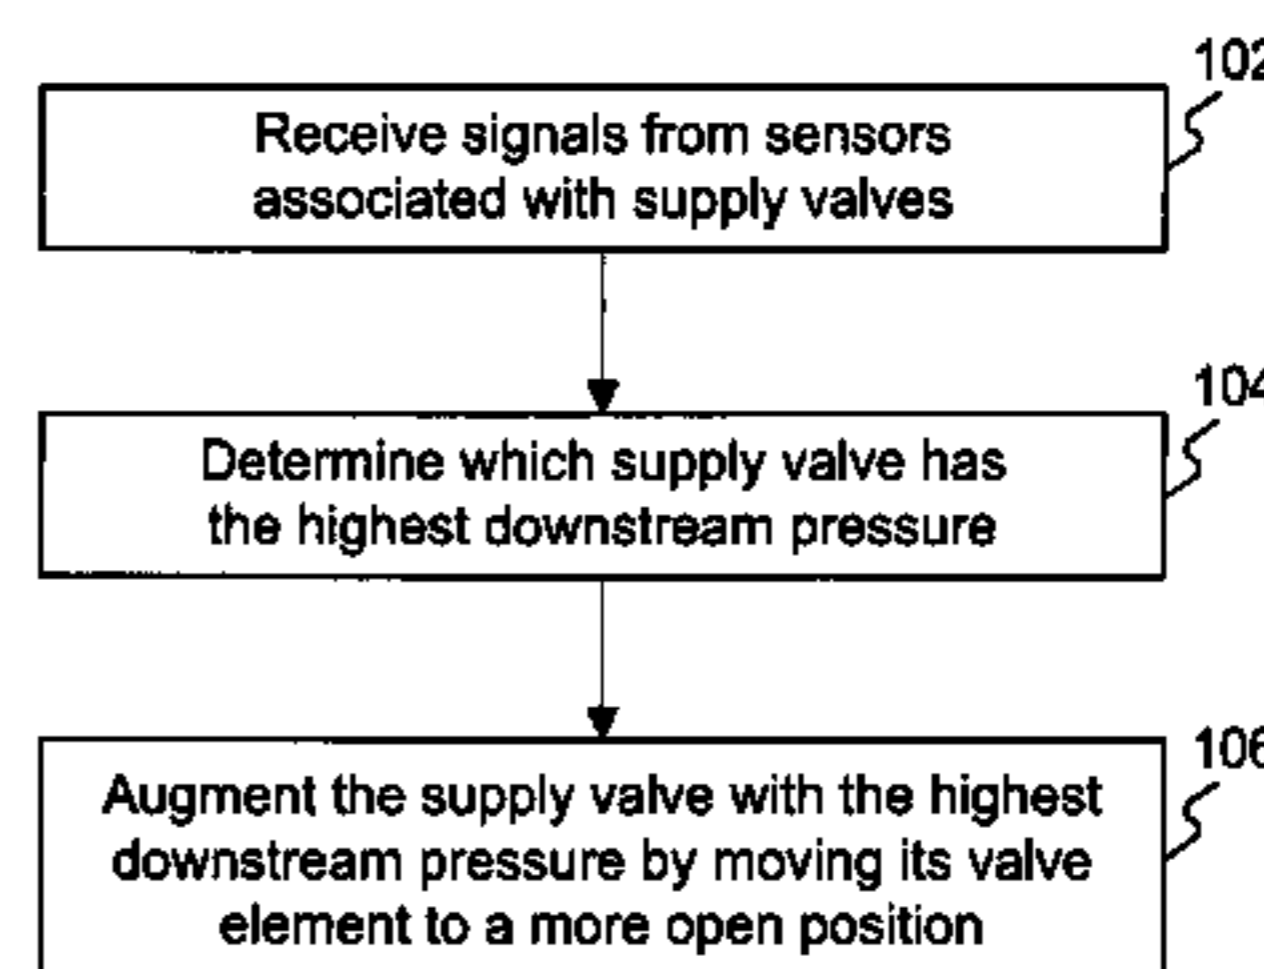 102
Receive signals from sensors
associated with supply valves
104
Determine which supply valve has
the highest downstream pressure
106
Augment the supply valve with the highest
downstream pressure by moving its valve
element to a more open position